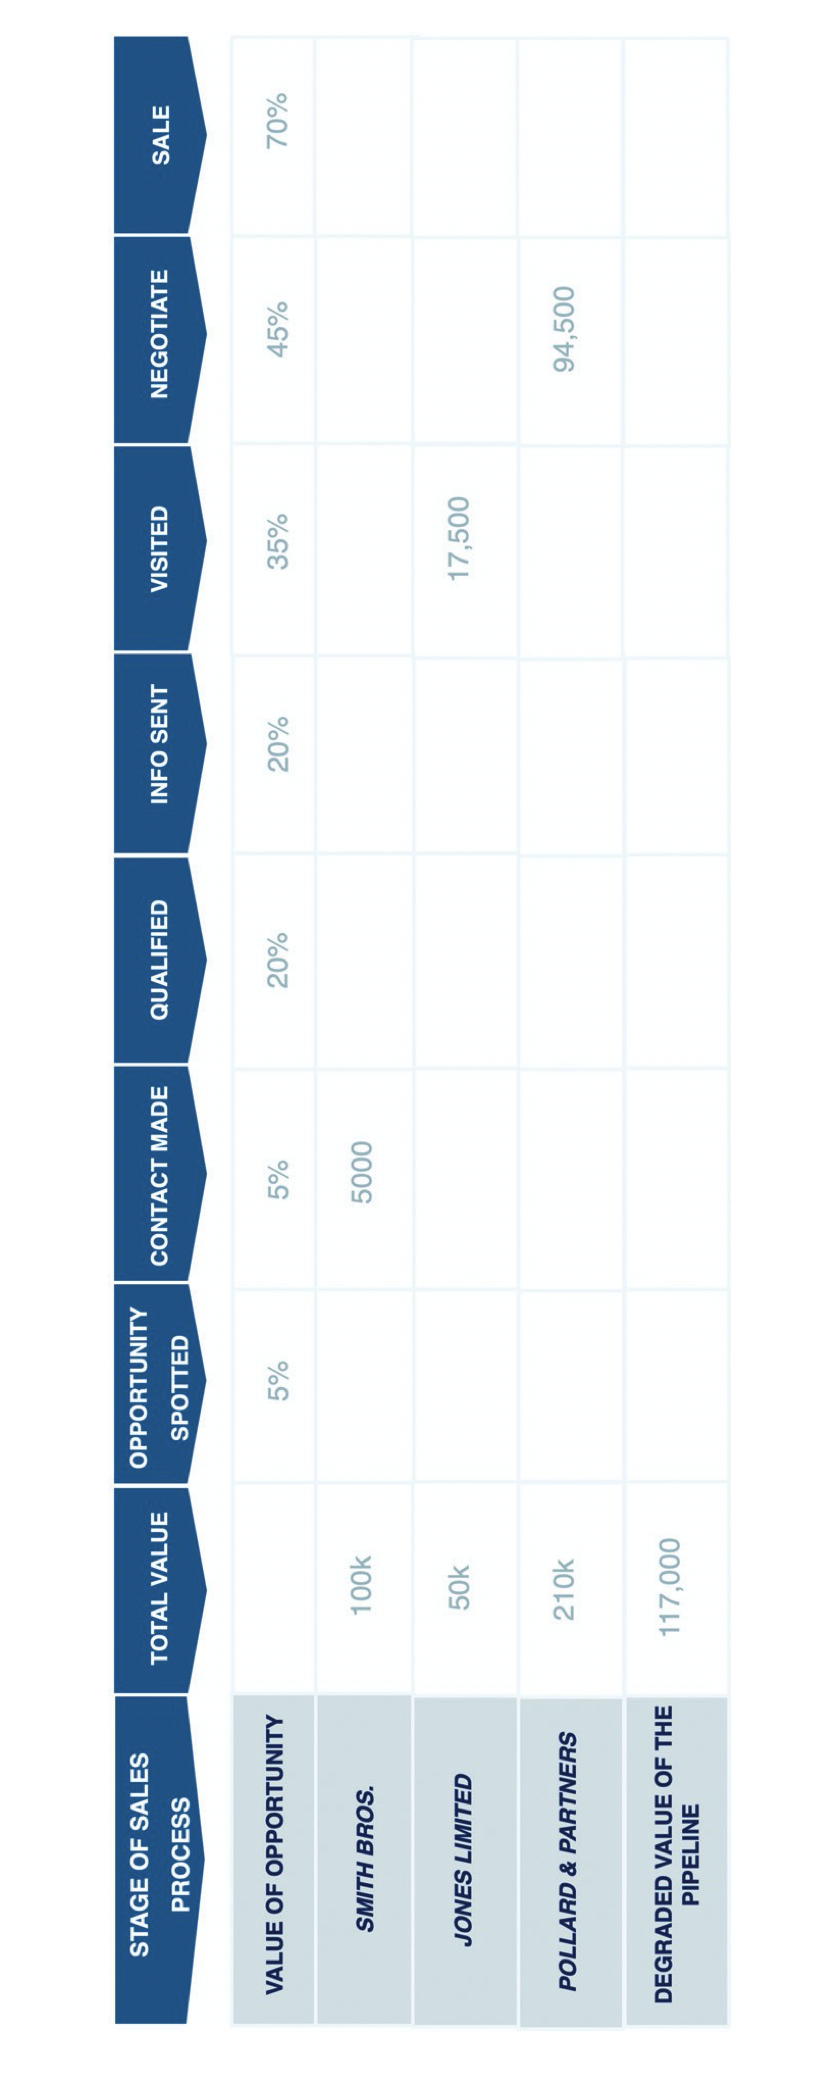 STAGE OF SALES
PROCESS
TOTAL VALUE
OPPORTUNITY
SPOTTED
CONTACT MADE
QUALIFIED
INFO SENT
VISITED
NEGOTIATE
SALE
VALUE OF OPPORTUNITY
5%
5%
20%
20%
35%
45%
70%
SMITH BROS.
100k
5000
JONES LIMITED
50k
17,500
POLLARD & PARTNERS
210k
94,500
DEGRADED VALUE OF THE
PIPELINE
117,000